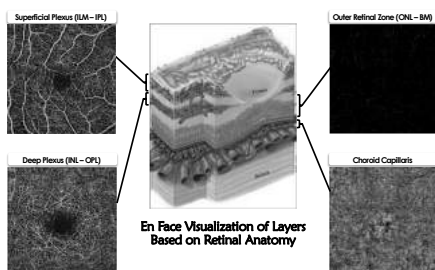 Superficial Plexus (ILM – IPL)
Outer Retinal Zone (ONL – BM)
Deep Plexus (INL – OPL)
Choroid Capillaris
En Face Visualization of Layers
Based on Retinal Anatomy